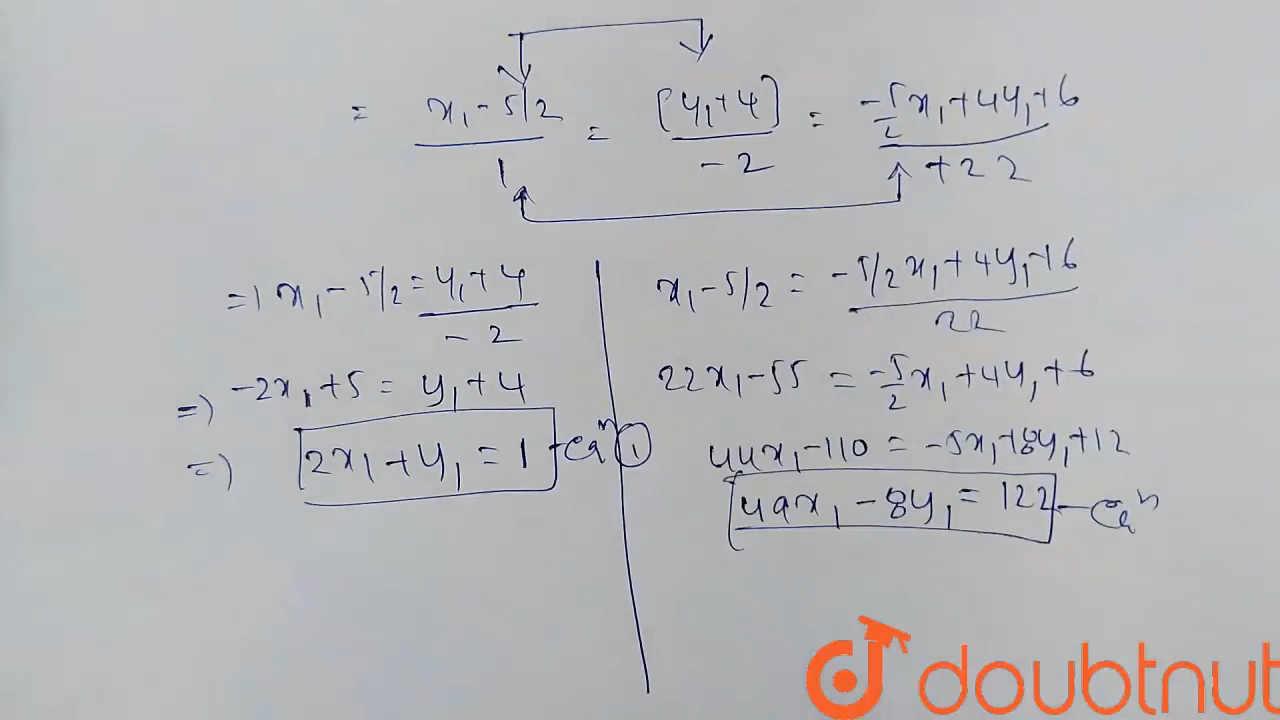 = x₁ - 5/2 / 1 = [y₁ + 4] / -2 = -5/2 x₁ + 4y₁ + 6 / +22
=1 x₁ - 5/2 = y₁ + 4 / -2
=) -2x₁ + 5 = y₁ + 4
=) 2x₁ + y₁ = 1 - Eqⁿ ①
x₁ - 5/2 = -5/2 x₁ + 4y₁ + 6 / 22
22x₁ - 55 = -5/2 x₁ + 4y₁ + 6
44x₁ - 110 = -5x₁ + 8y₁ + 12
49x₁ - 8y₁ = 122 - Eqⁿ
doubtnut